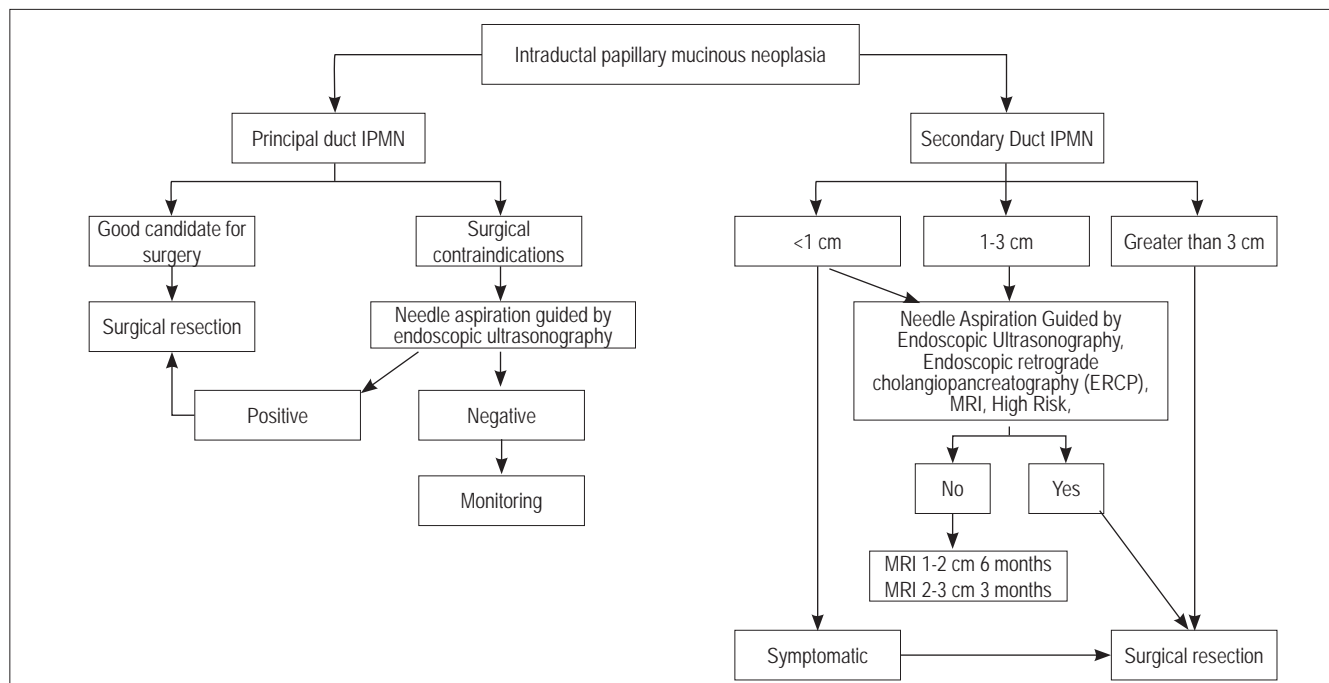 Intraductal papillary mucinous neoplasia
Principal duct IPMN
Secondary Duct IPMN
Good candidate for
surgery
Surgical
contraindications
<1 cm
1-3 cm
Greater than 3 cm
Surgical resection
Needle aspiration guided by
endoscopic ultrasonography
Needle Aspiration Guided by
Endoscopic Ultrasonography,
Endoscopic retrograde
cholangiopancreatography (ERCP),
MRI, High Risk,
Positive
Negative
Monitoring
No
Yes
MRI 1-2 cm 6 months
MRI 2-3 cm 3 months
Symptomatic
Surgical resection